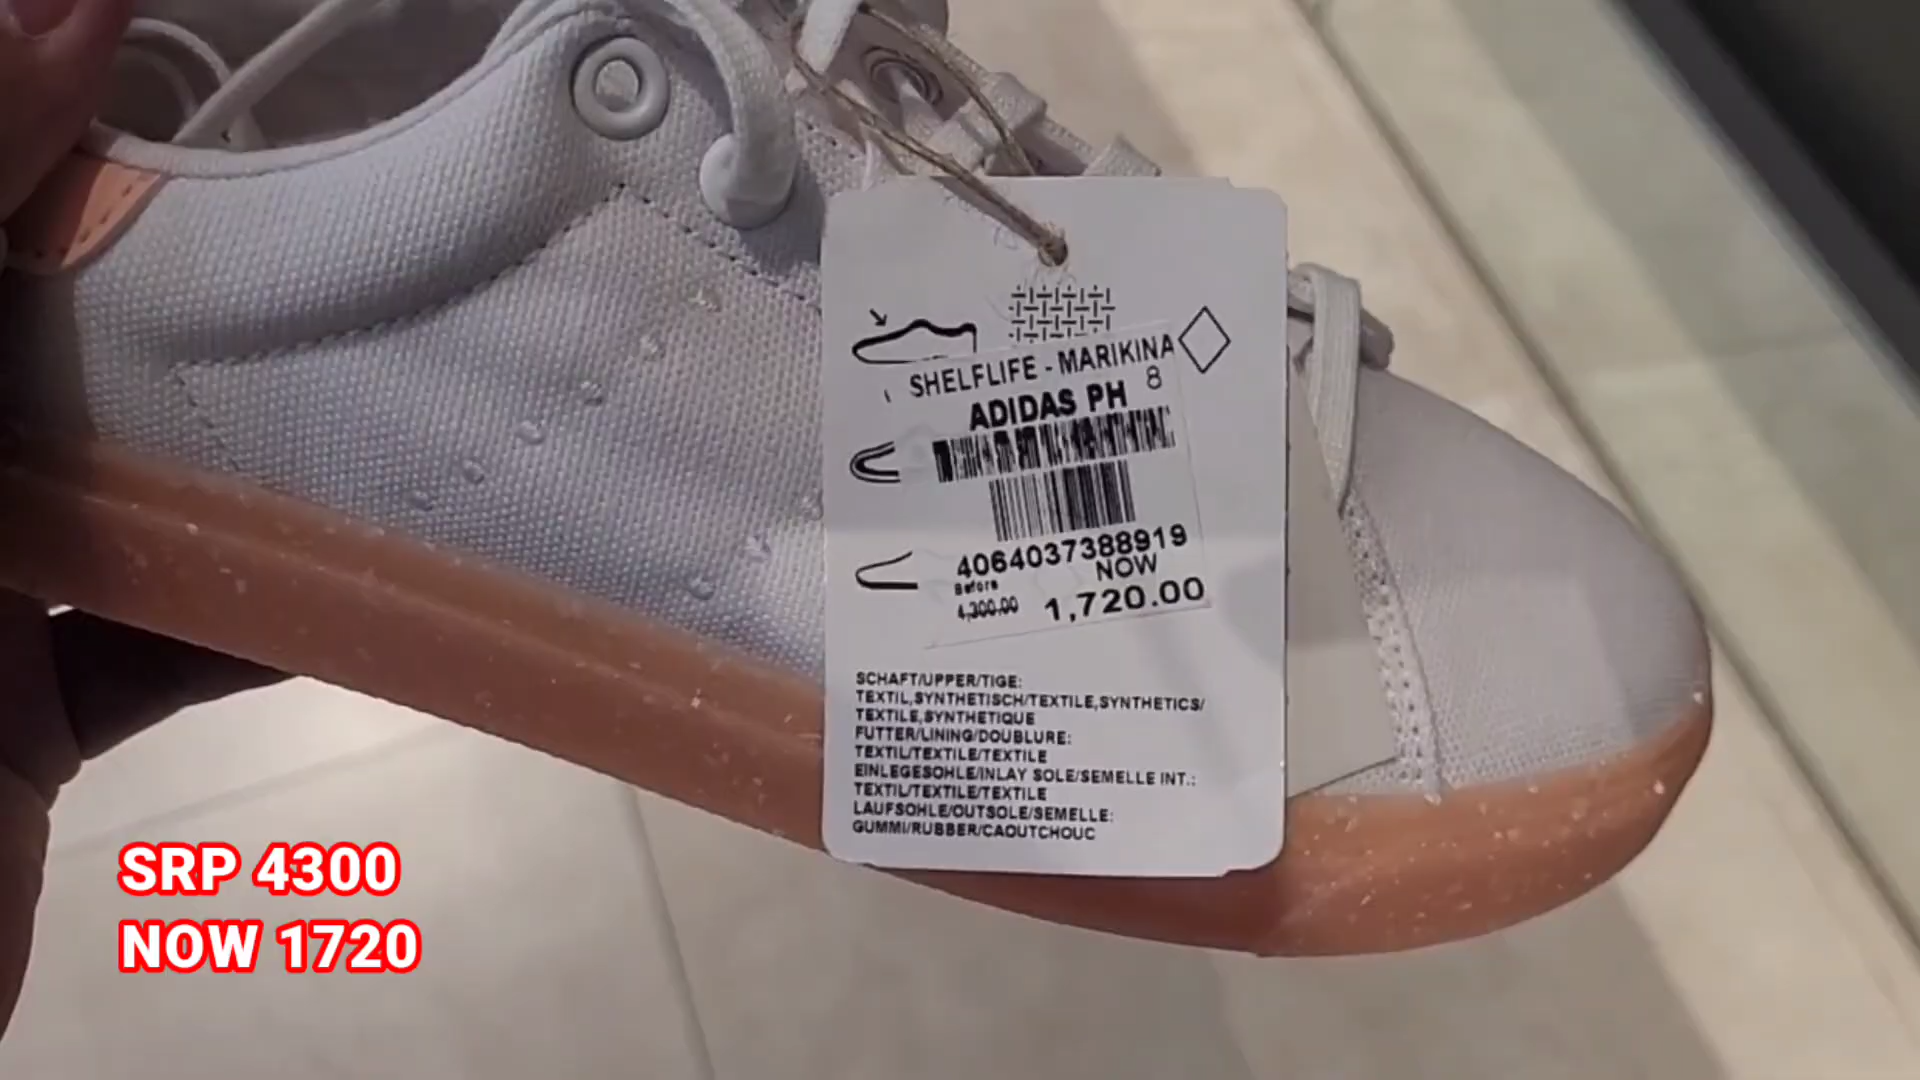 SHELFLIFE - MARIKINA
ADIDAS PH 8
4064037388919
Before NOW
4,300.00 1,720.00
SCHAFT/UPPER/TIGE:
TEXTIL,SYNTHETISCH/TEXTILE,SYNTHETICS/
TEXTILE,SYNTHETIQUE
FUTTER/LINING/DOUBLURE:
TEXTIL/TEXTILE/TEXTILE
EINLEGESOHLE/INLAY SOLE/SEMELLE INT.:
TEXTIL/TEXTILE/TEXTILE
LAUFSOHLE/OUTSOLE/SEMELLE:
GUMMI/RUBBER/CAOUTCHOUC
SRP 4300
NOW 1720